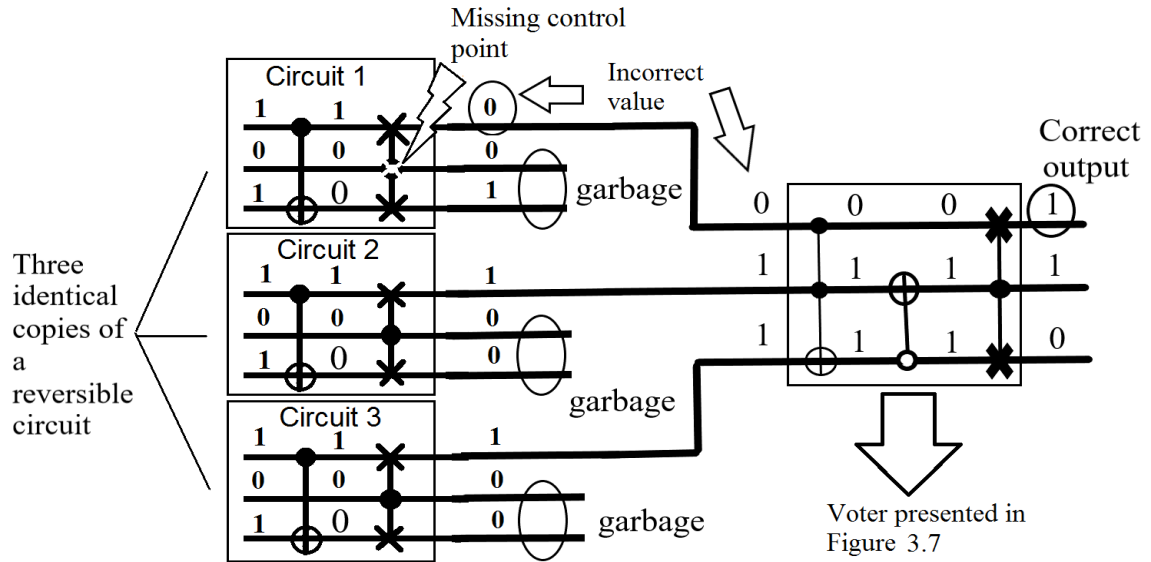 Missing control
point
Incorrect
value
Three
identical
copies of
a
reversible
circuit
Circuit 1
1 1 0
0 0 0
1 0 1
garbage
Circuit 2
1 1 1
0 0 0
1 0 0
garbage
Circuit 3
1 1 1
0 0 0
1 0 0
garbage
Correct
output
0 0 0 1
1 1 1 1
1 1 1 0
Voter presented in
Figure 3.7